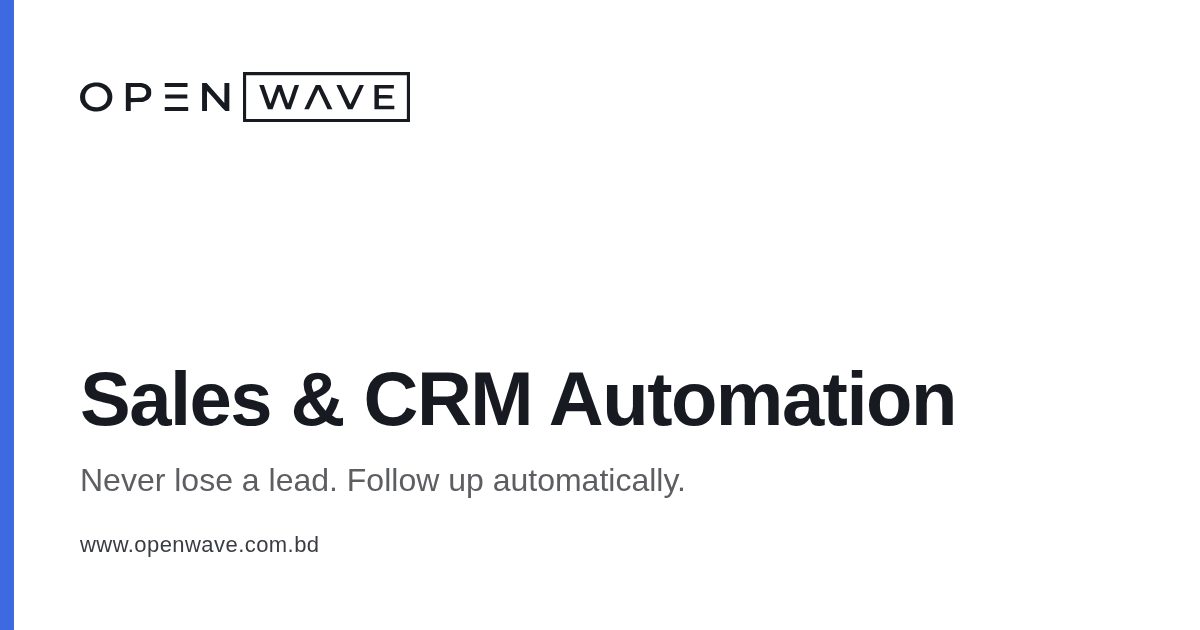 OPEN WAVE
Sales & CRM Automation
Never lose a lead. Follow up automatically.
www.openwave.com.bd